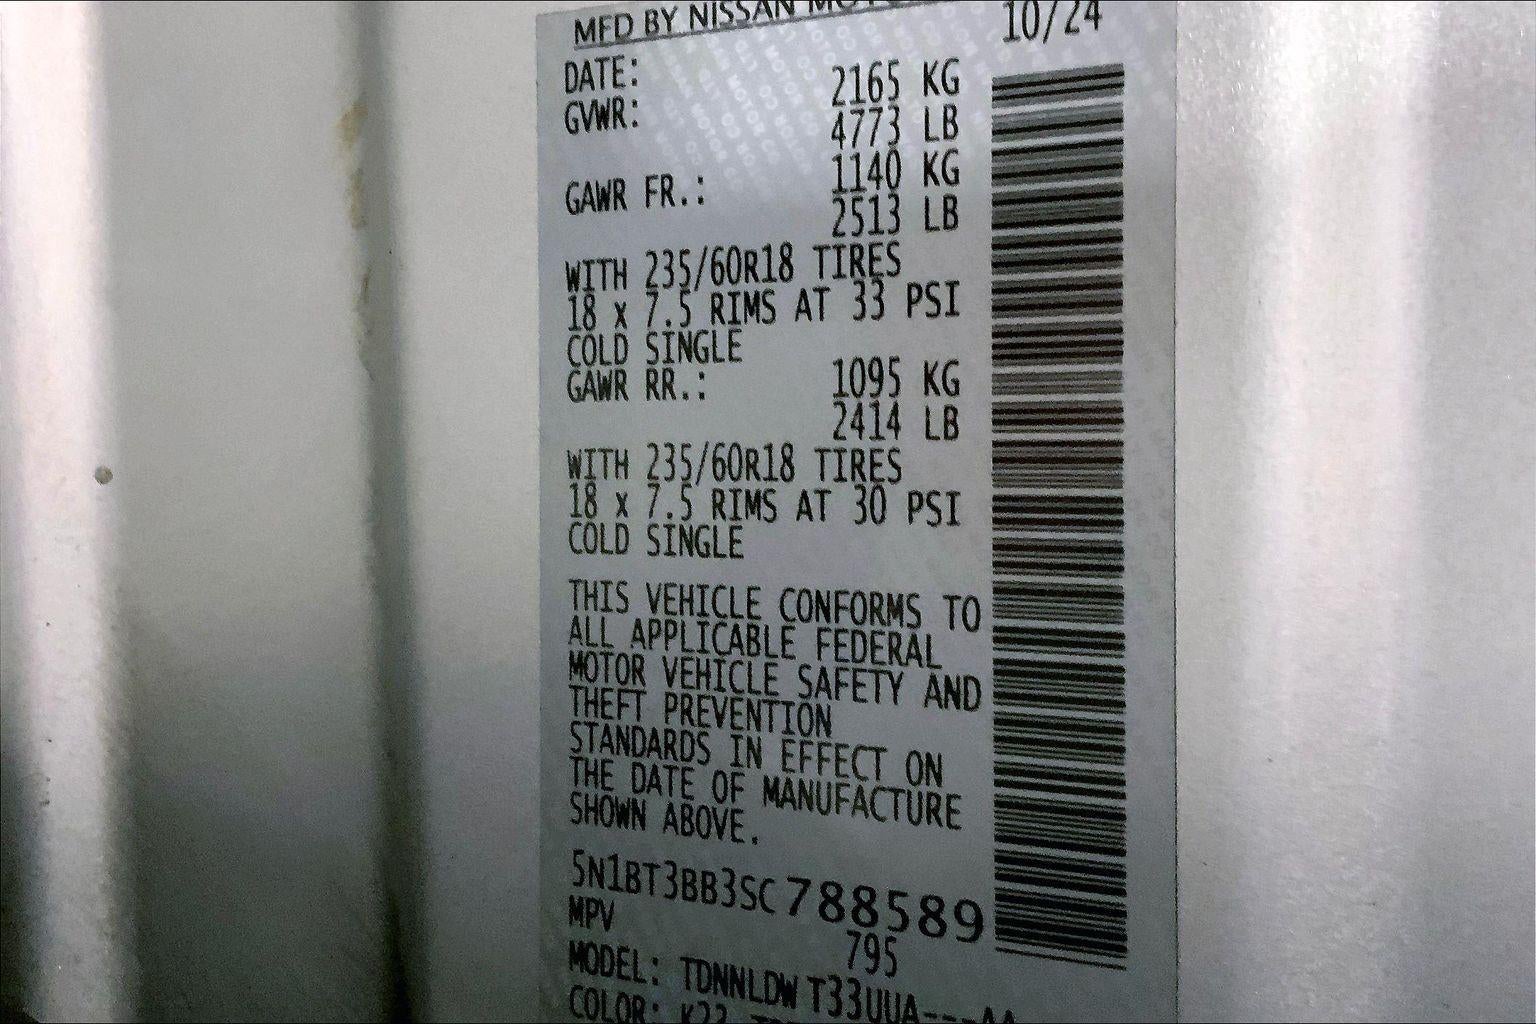 MFD BY NISSAN
DATE: 10/24
GVWR: 2165 KG
4773 LB
GAWR FR.: 1140 KG
2513 LB
WITH 235/60R18 TIRES
18 x 7.5 RIMS AT 33 PSI
COLD SINGLE
GAWR RR.: 1095 KG
2414 LB
WITH 235/60R18 TIRES
18 x 7.5 RIMS AT 30 PSI
COLD SINGLE
THIS VEHICLE CONFORMS TO
ALL APPLICABLE FEDERAL
MOTOR VEHICLE SAFETY AND
THEFT PREVENTION
STANDARDS IN EFFECT ON
THE DATE OF MANUFACTURE
SHOWN ABOVE.
5N1BT3BB3SC788589
MPV 795
MODEL: TDNNLDW T33UUA---AA
COLOR: K23